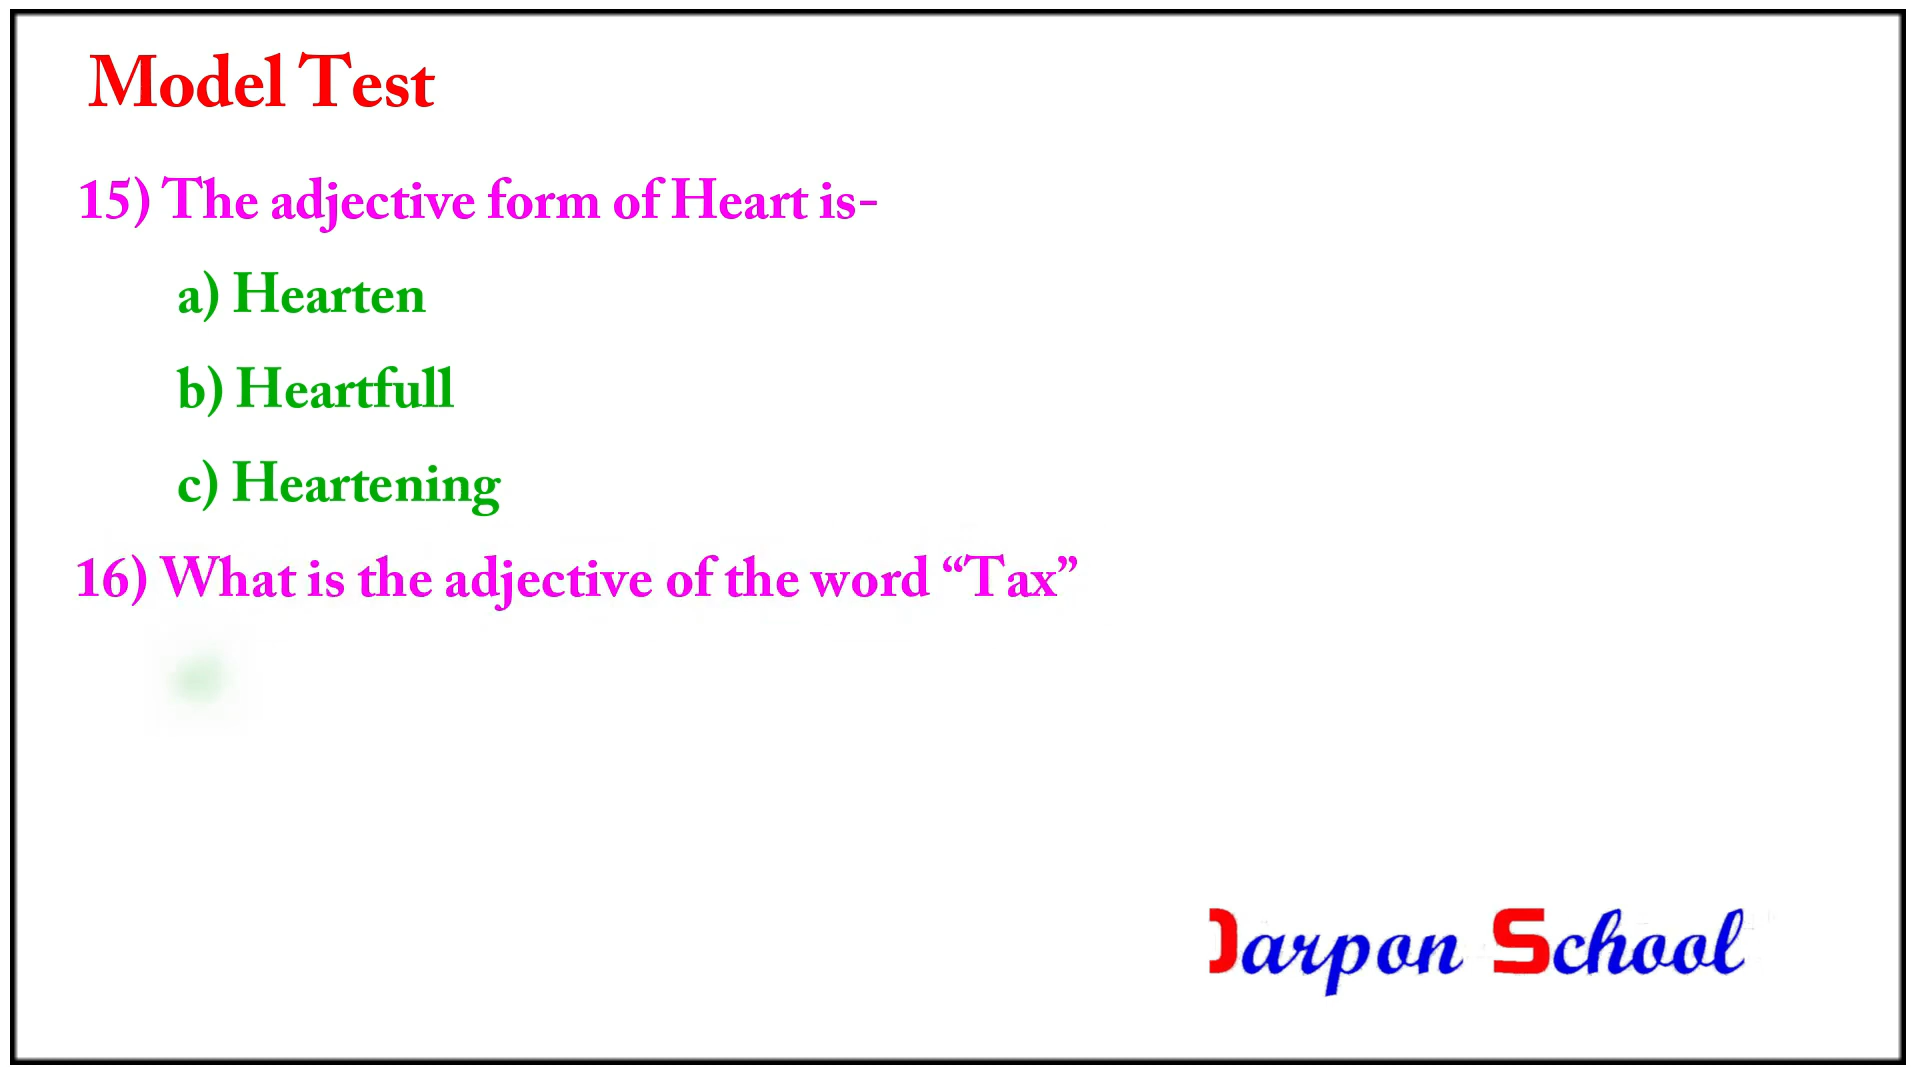 Model Test
15) The adjective form of Heart is-
a) Hearten
b) Heartfull
c) Heartening
16) What is the adjective of the word “Tax”
Darpon School